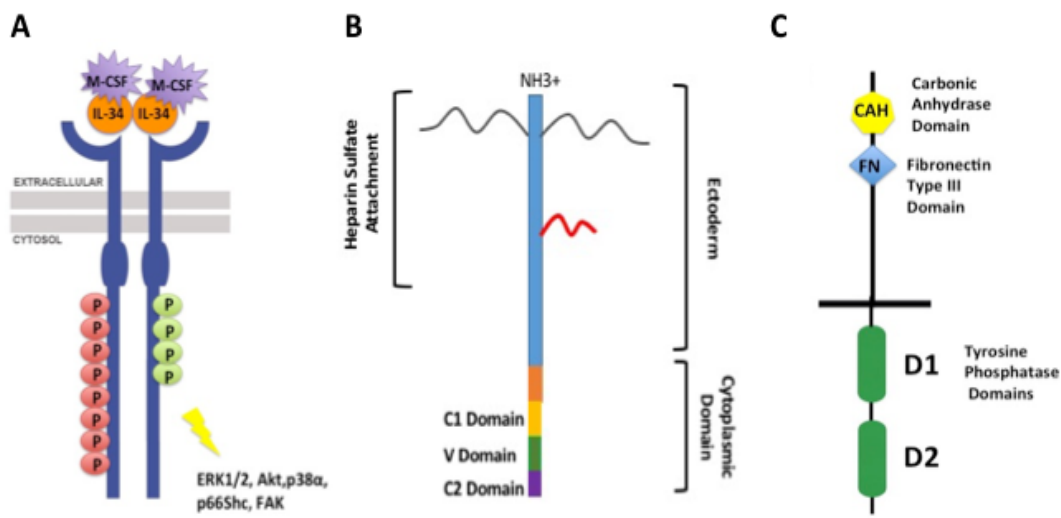 A
M-CSF
M-CSF
IL-34
IL-34
EXTRACELLULAR
CYTOSOL
P
P
P
P
P
P
P
P
P
P
P
P
ERK1/2, Akt,p38α,
p66Shc, FAK
B
NH3+
Heparin Sulfate
Attachment
Ectoderm
Cytoplasmic
Domain
C1 Domain
V Domain
C2 Domain
C
CAH
Carbonic
Anhydrase
Domain
FN
Fibronectin
Type III
Domain
D1
Tyrosine
Phosphatase
Domains
D2